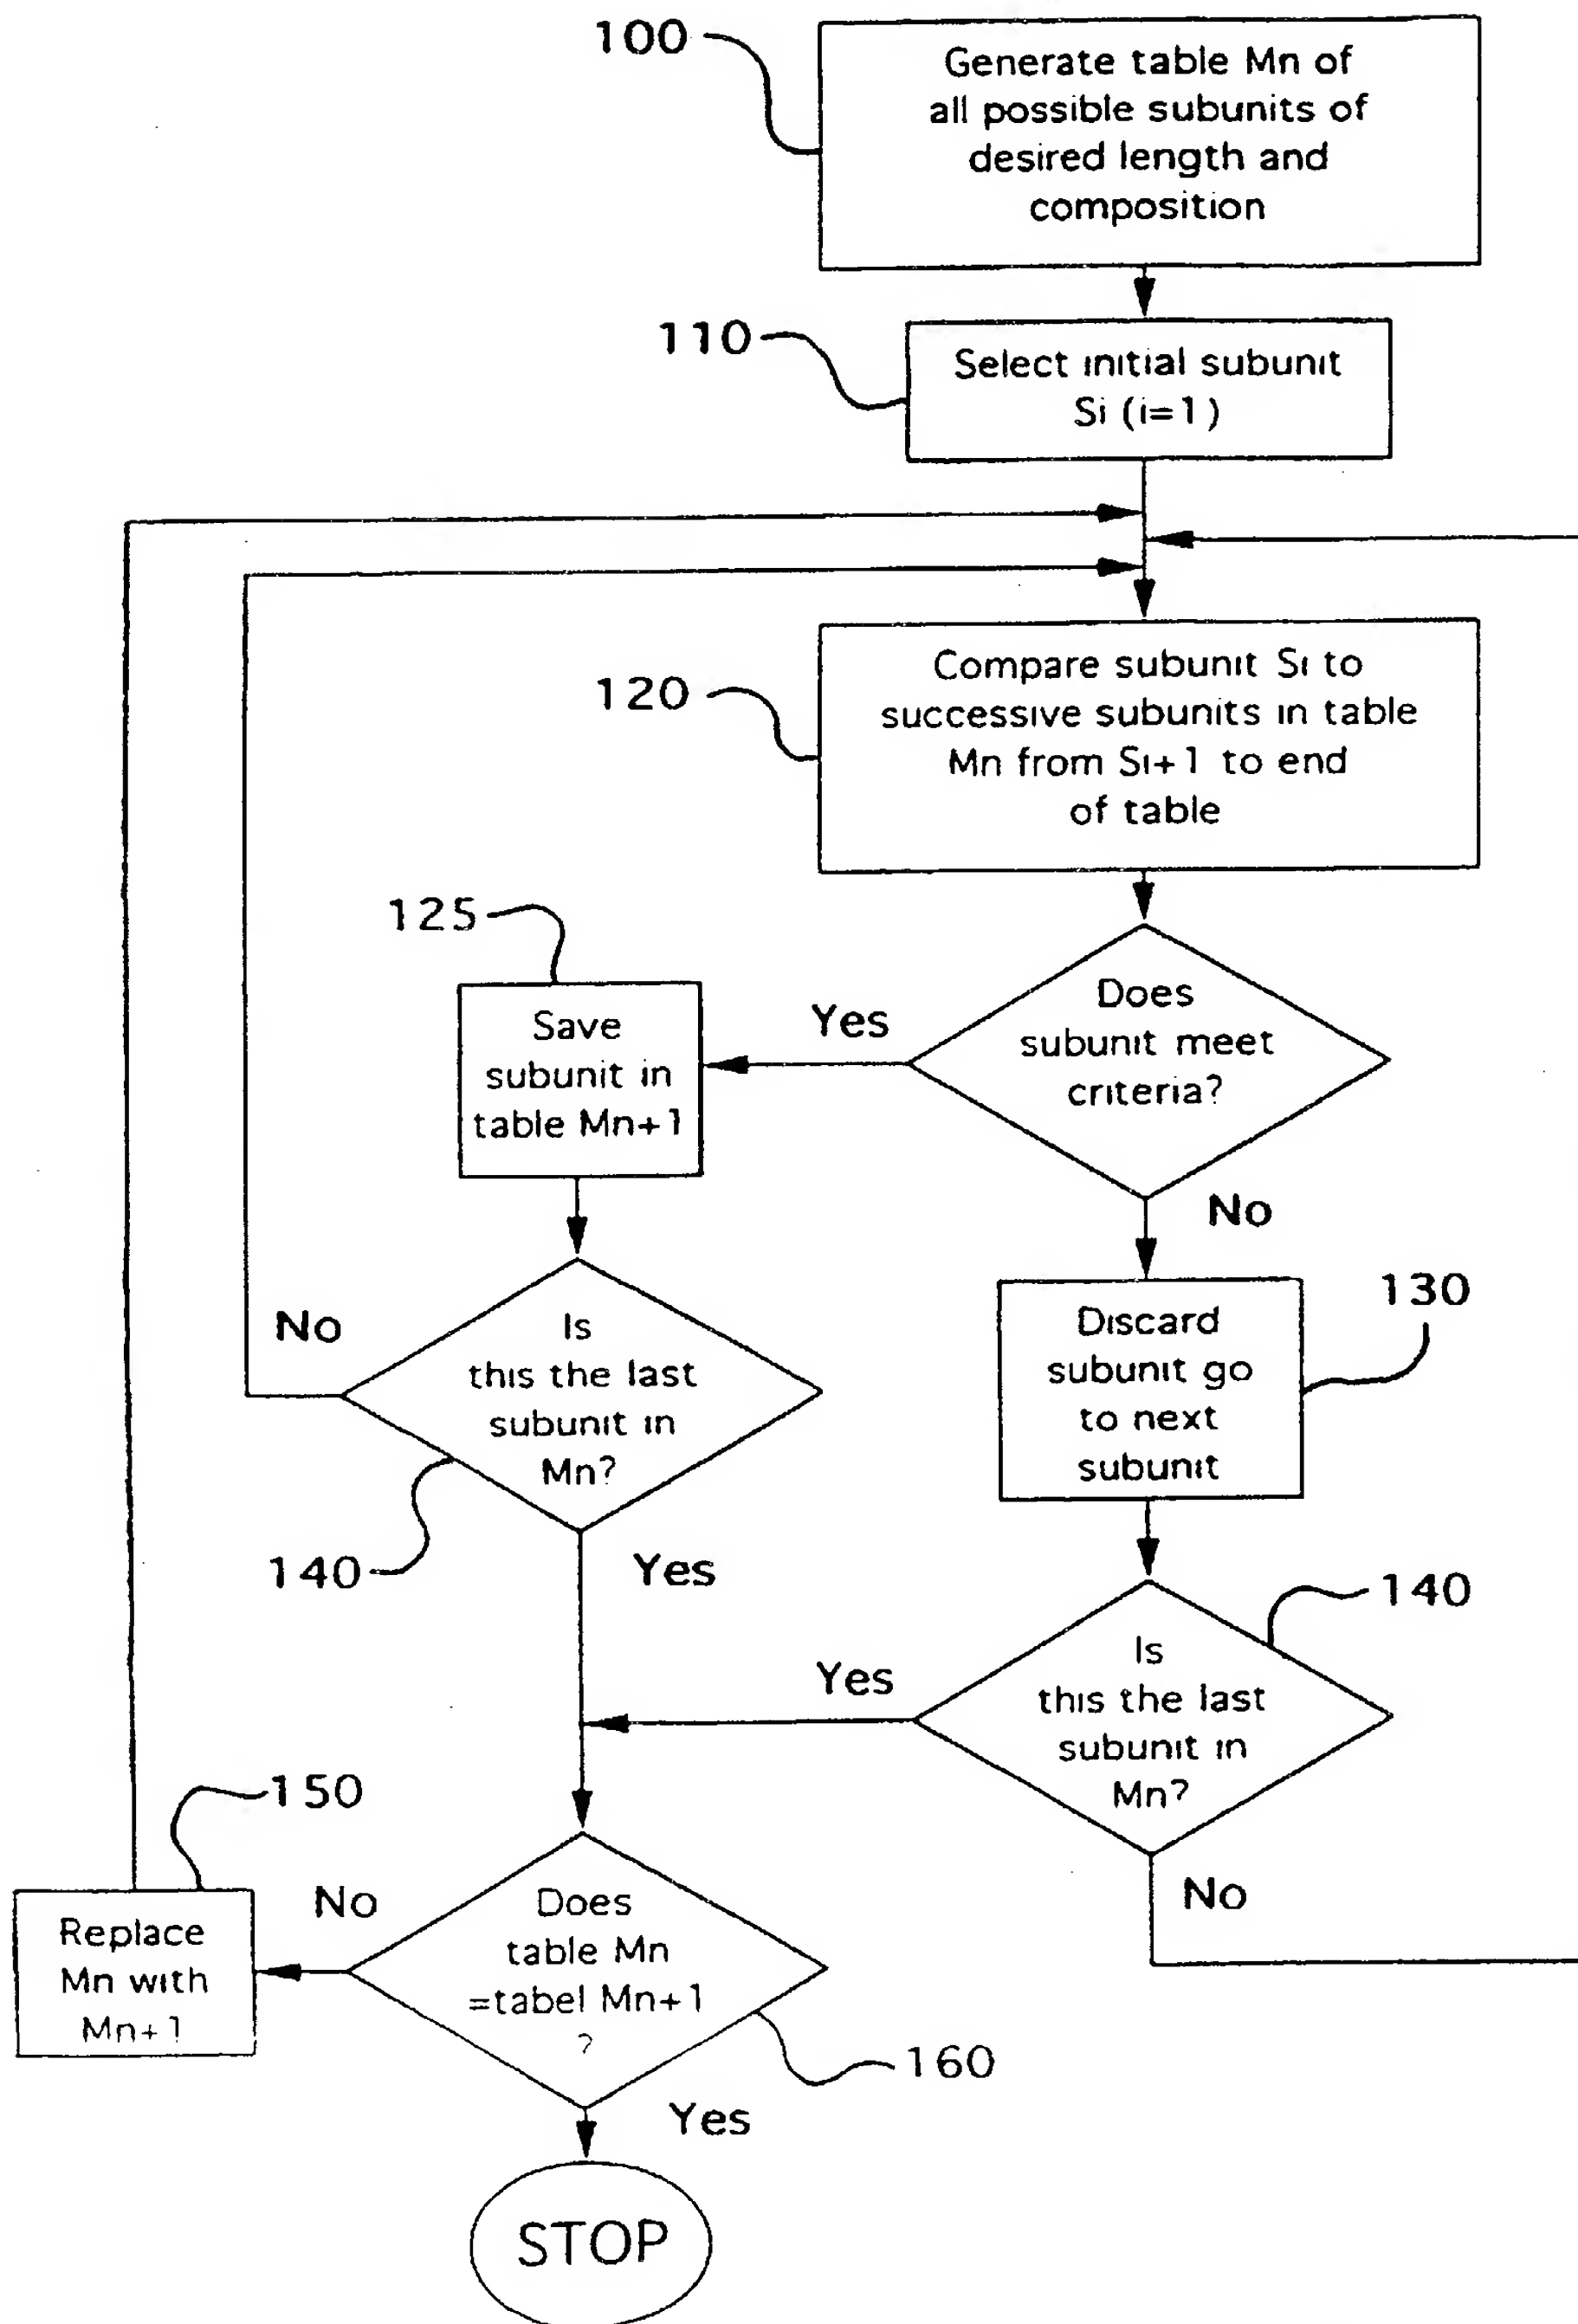 100
Generate table Mn of
all possible subunits of
desired length and
composition
110
Select initial subunit
Si (i=1)
120
Compare subunit Si to
successive subunits in table
Mn from Si+1 to end
of table
125
Save
subunit in
table Mn+1
Yes
Does
subunit meet
criteria?
No
130
Discard
subunit go
to next
subunit
No
Is
this the last
subunit in
Mn?
140
Yes
140
Is
this the last
subunit in
Mn?
Yes
No
150
Replace
Mn with
Mn+1
No
Does
table Mn
=tabel Mn+1
?
160
Yes
STOP